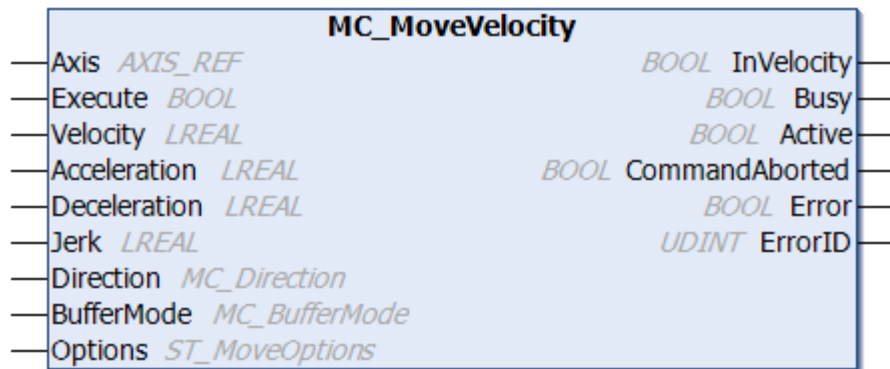 MC_MoveVelocity
Axis AXIS_REF BOOL InVelocity
Execute BOOL BOOL Busy
Velocity LREAL BOOL Active
Acceleration LREAL BOOL CommandAborted
Deceleration LREAL BOOL Error
Jerk LREAL UDINT ErrorID
Direction MC_Direction
BufferMode MC_BufferMode
Options ST_MoveOptions